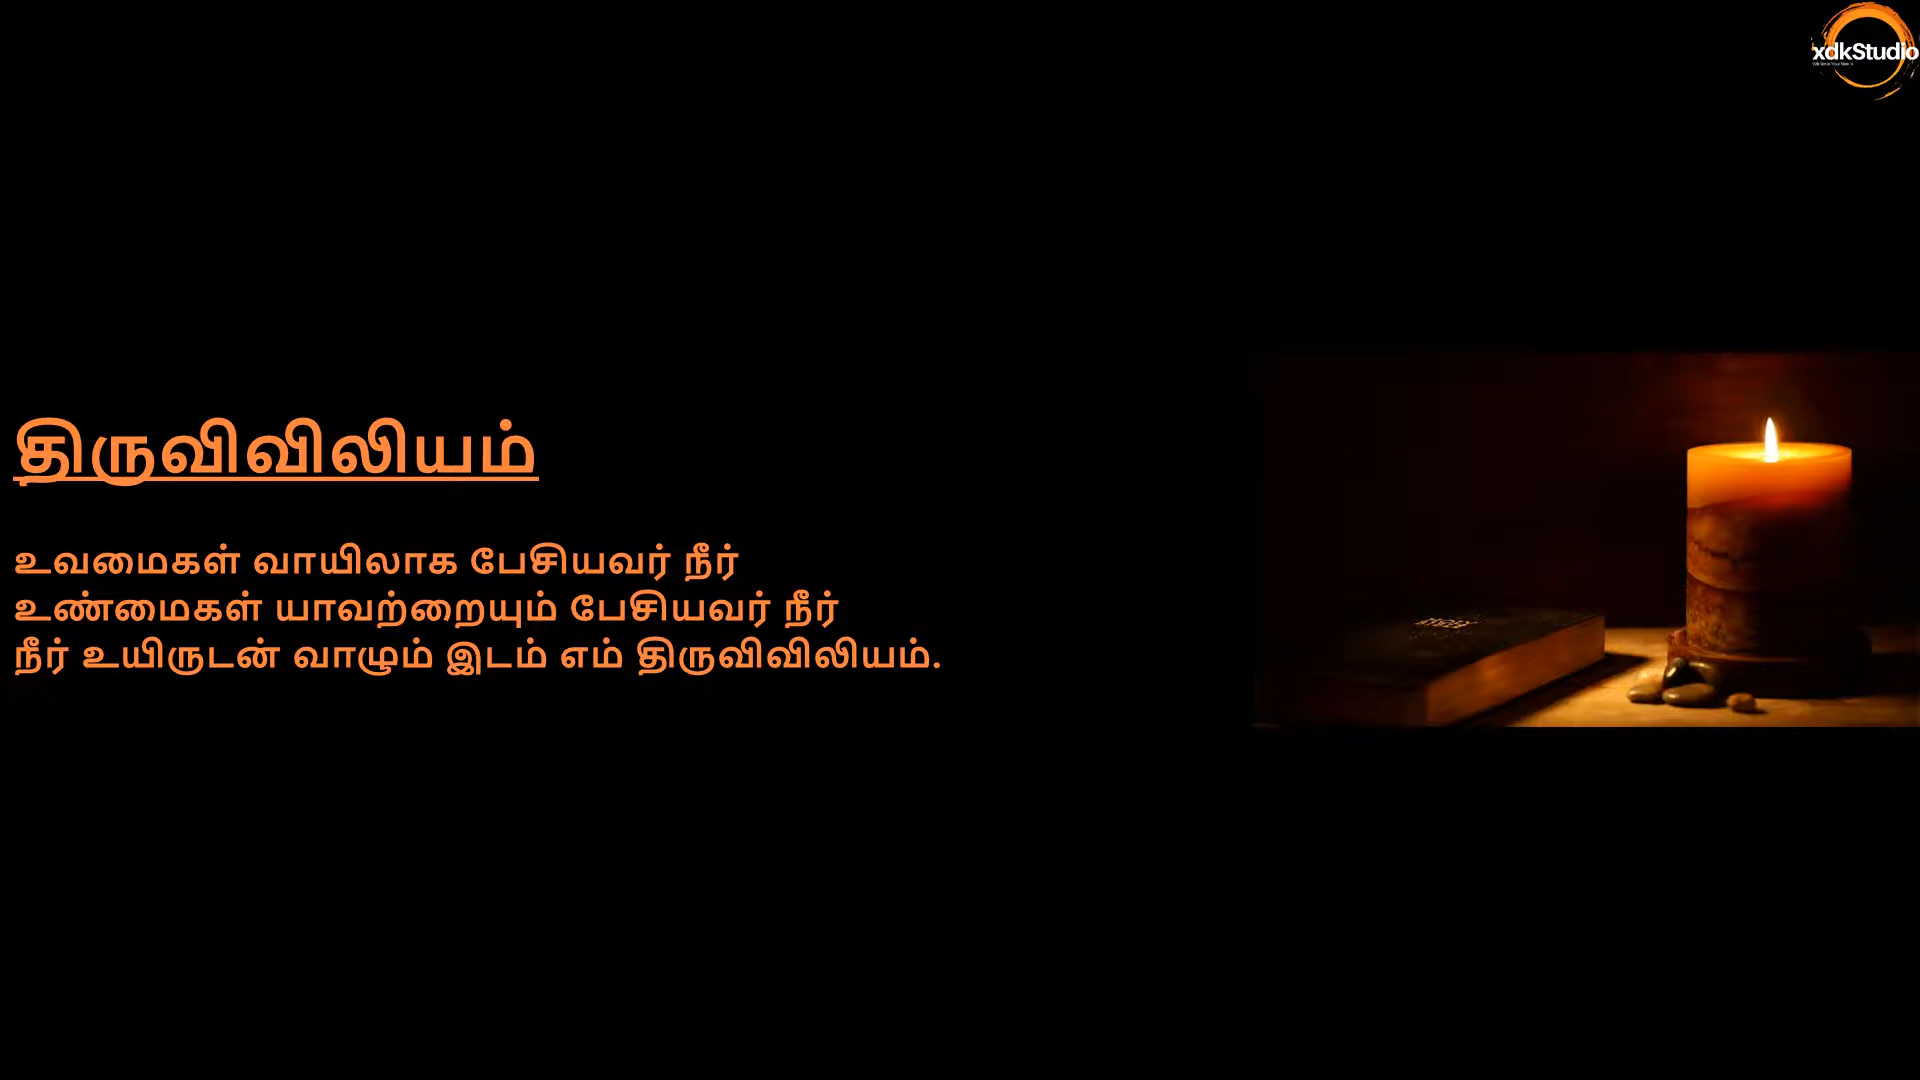 xdkStudio
திருவிவிலியம்
உவமைகள் வாயிலாக பேசியவர் நீர்
உண்மைகள் யாவற்றையும் பேசியவர் நீர்
நீர் உயிருடன் வாழும் இடம் எம் திருவிவிலியம்.